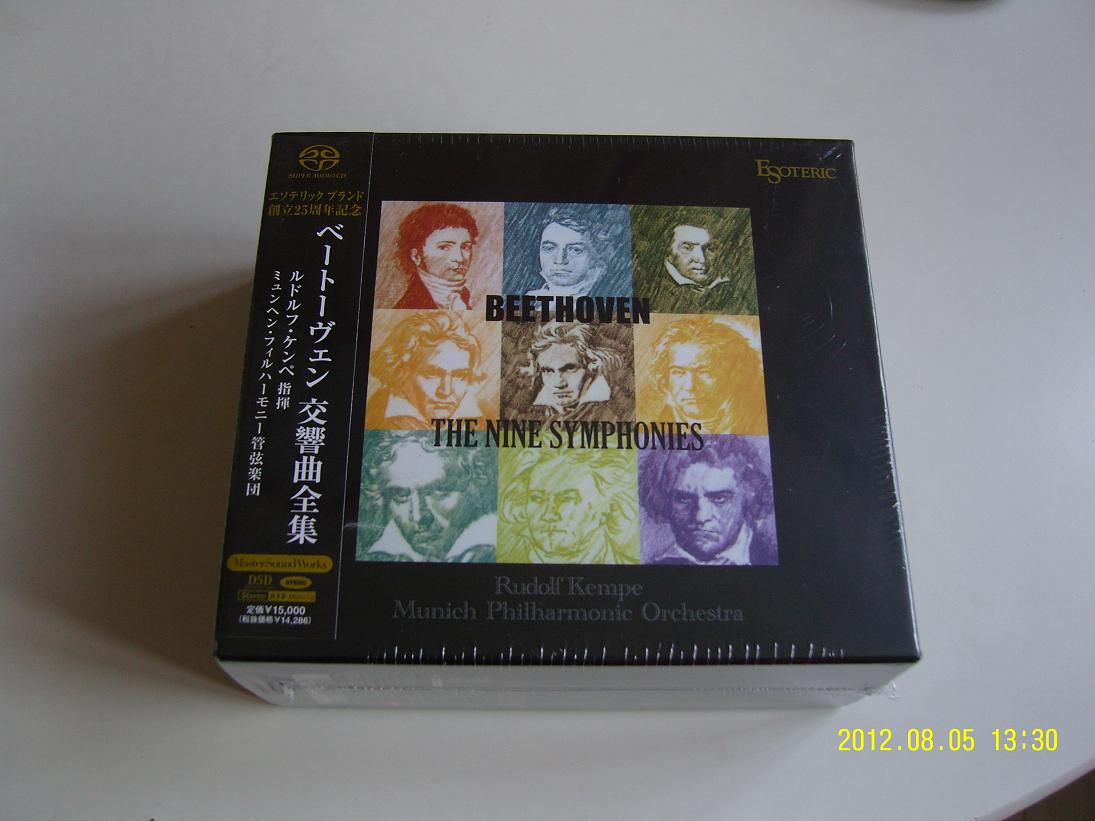 SUPER AUDIO CD
エソテリック ブランド
創立25周年記念
ベートーヴェン 交響曲全集
ルドルフ・ケンペ 指揮
ミュンヘン・フィルハーモニー管弦楽団
MasterSoundWorks
DSD
HYBRID
Stereo
定価¥15,000
(税抜価格¥14,286)
ESOTERIC
BEETHOVEN
THE NINE SYMPHONIES
Rudolf Kempe
Munich Philharmonic Orchestra
2012.08.05 13:30